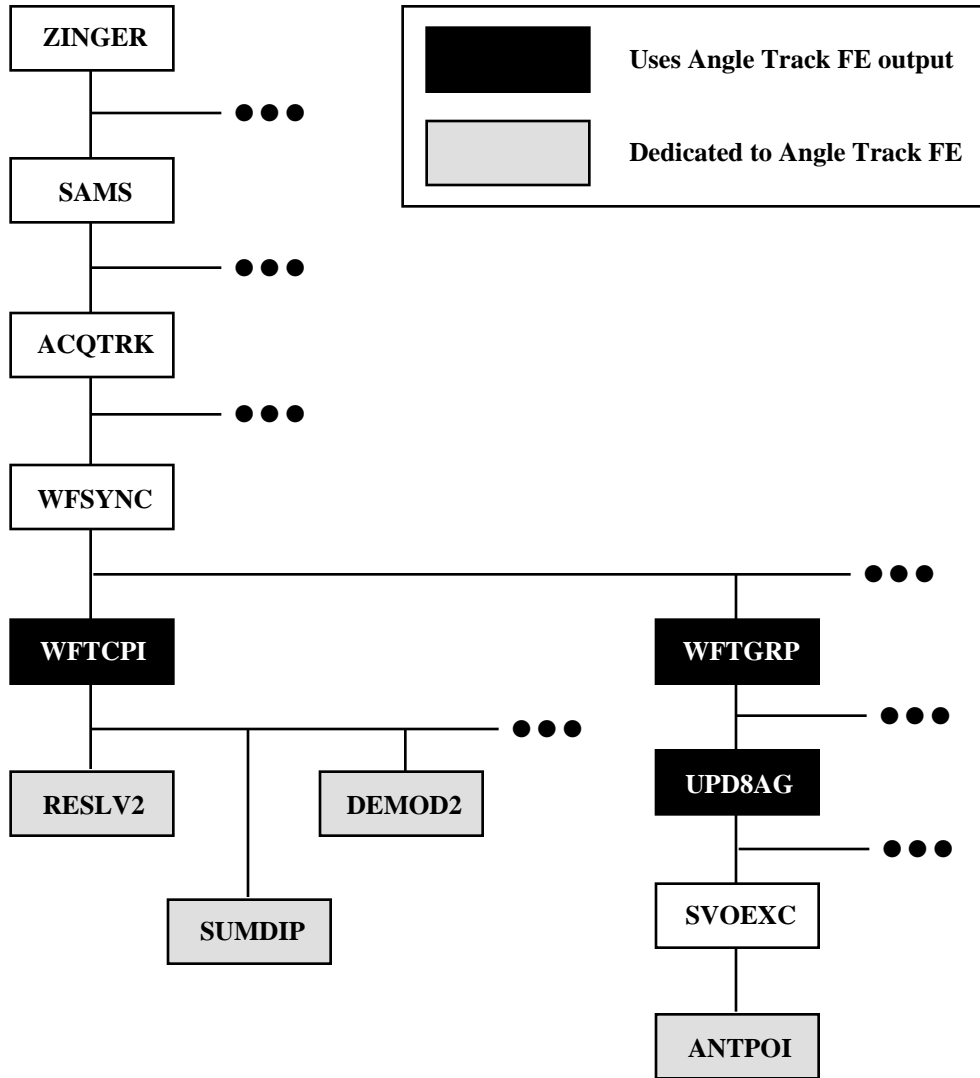 ZINGER
Uses Angle Track FE output
Dedicated to Angle Track FE
SAMS
ACQTRK
WFSYNC
WFTCPI
WFTGRP
RESLV2
DEMOD2
UPD8AG
SUMDIP
SVOEXC
ANTPOI